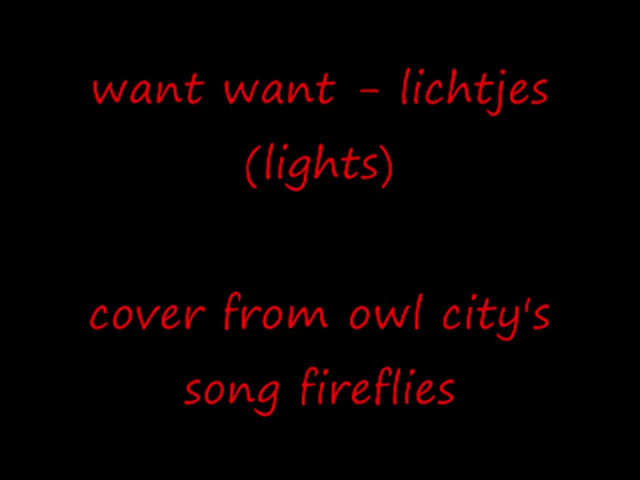 want want - lichtjes
(lights)
cover from owl city's
song fireflies